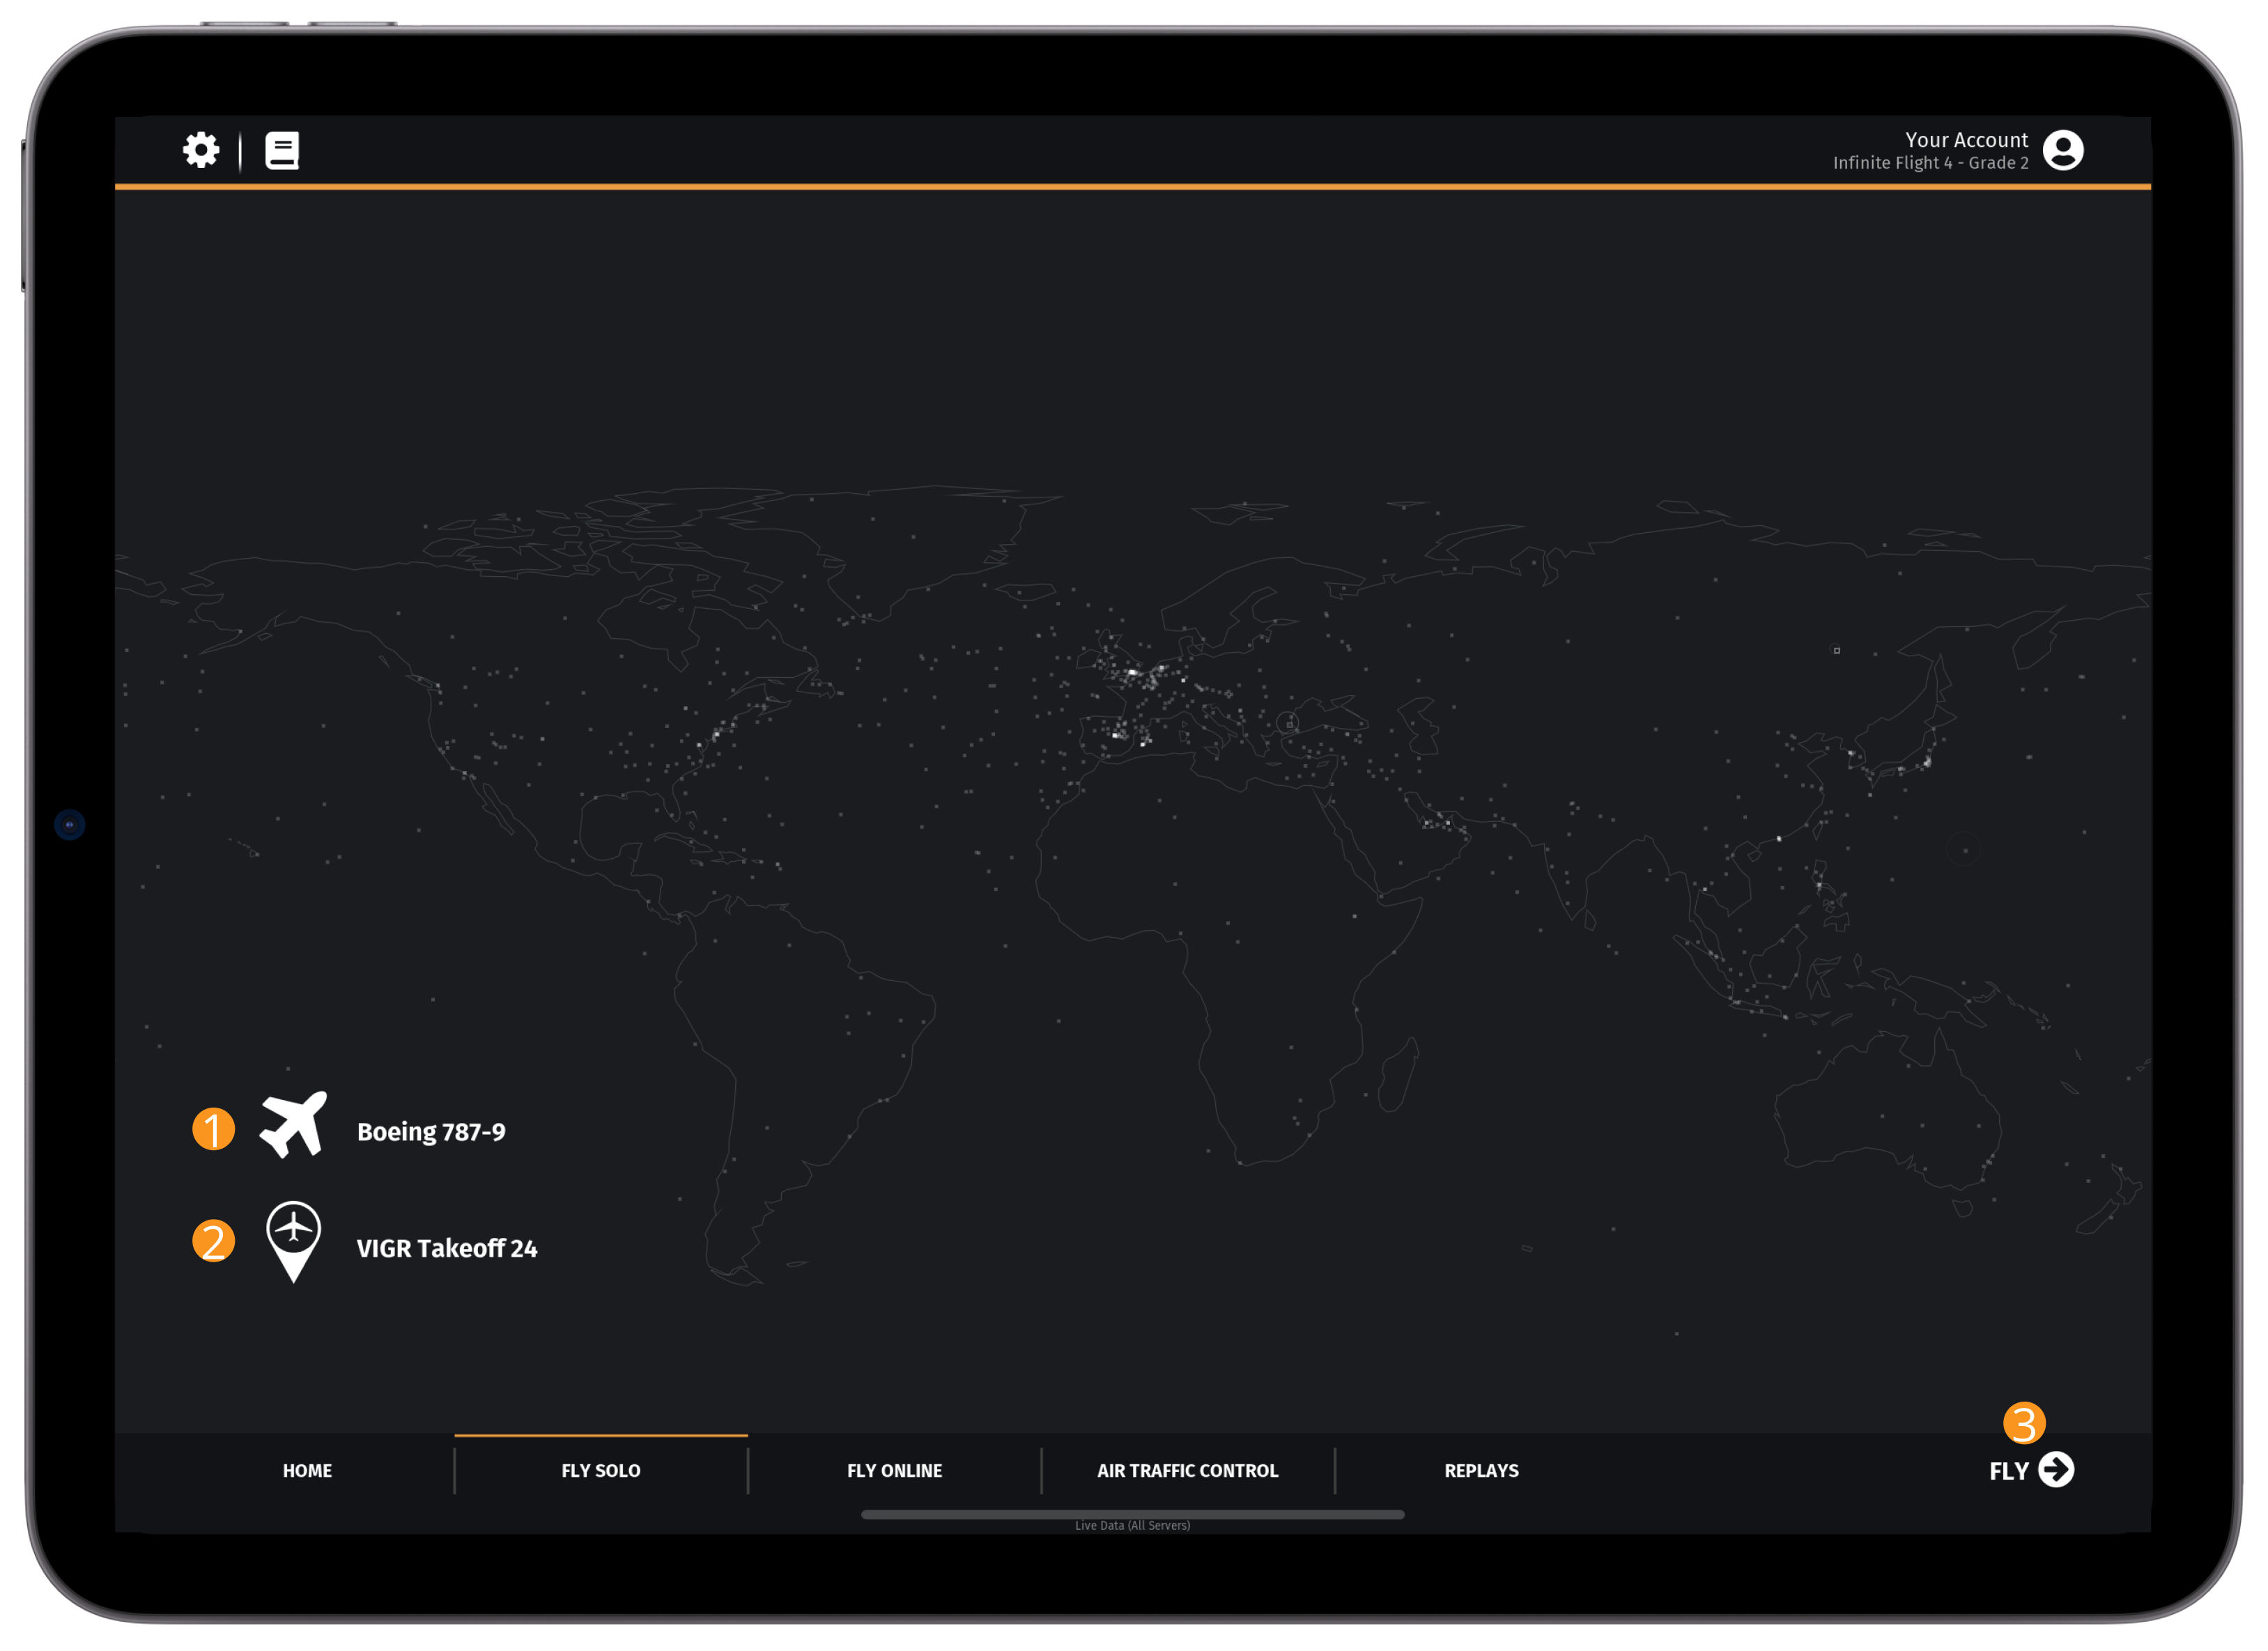 Your Account
Infinite Flight 4 - Grade 2
1
Boeing 787-9
2
VIGR Takeoff 24
3
HOME
FLY SOLO
FLY ONLINE
AIR TRAFFIC CONTROL
REPLAYS
FLY
Live Data (All Servers)